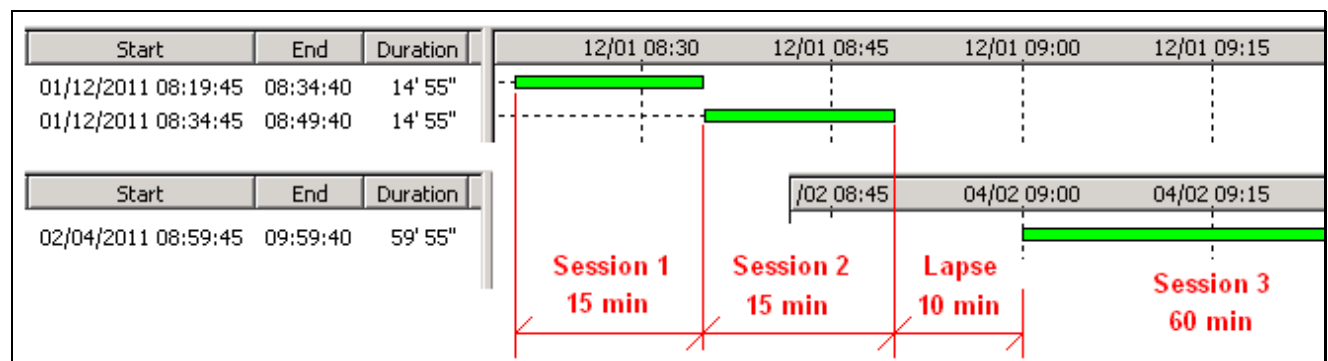 Start End Duration 12/01 08:30 12/01 08:45 12/01 09:00 12/01 09:15
01/12/2011 08:19:45 08:34:40 14' 55"
01/12/2011 08:34:45 08:49:40 14' 55"
Start End Duration /02 08:45 04/02 09:00 04/02 09:15
02/04/2011 08:59:45 09:59:40 59' 55"
Session 1 Session 2 Lapse Session 3
15 min 15 min 10 min 60 min